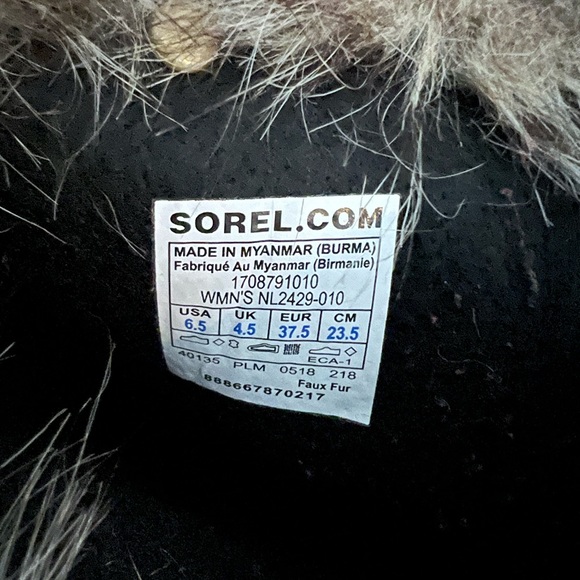 SOREL.COM
MADE IN MYANMAR (BURMA)
Fabriqué Au Myanmar (Birmanie)
1708791010
WMN'S NL2429-010
USA UK EUR CM
6.5 4.5 37.5 23.5
ECA-1
40135 PLM 0518 218
Faux Fur
888667870217